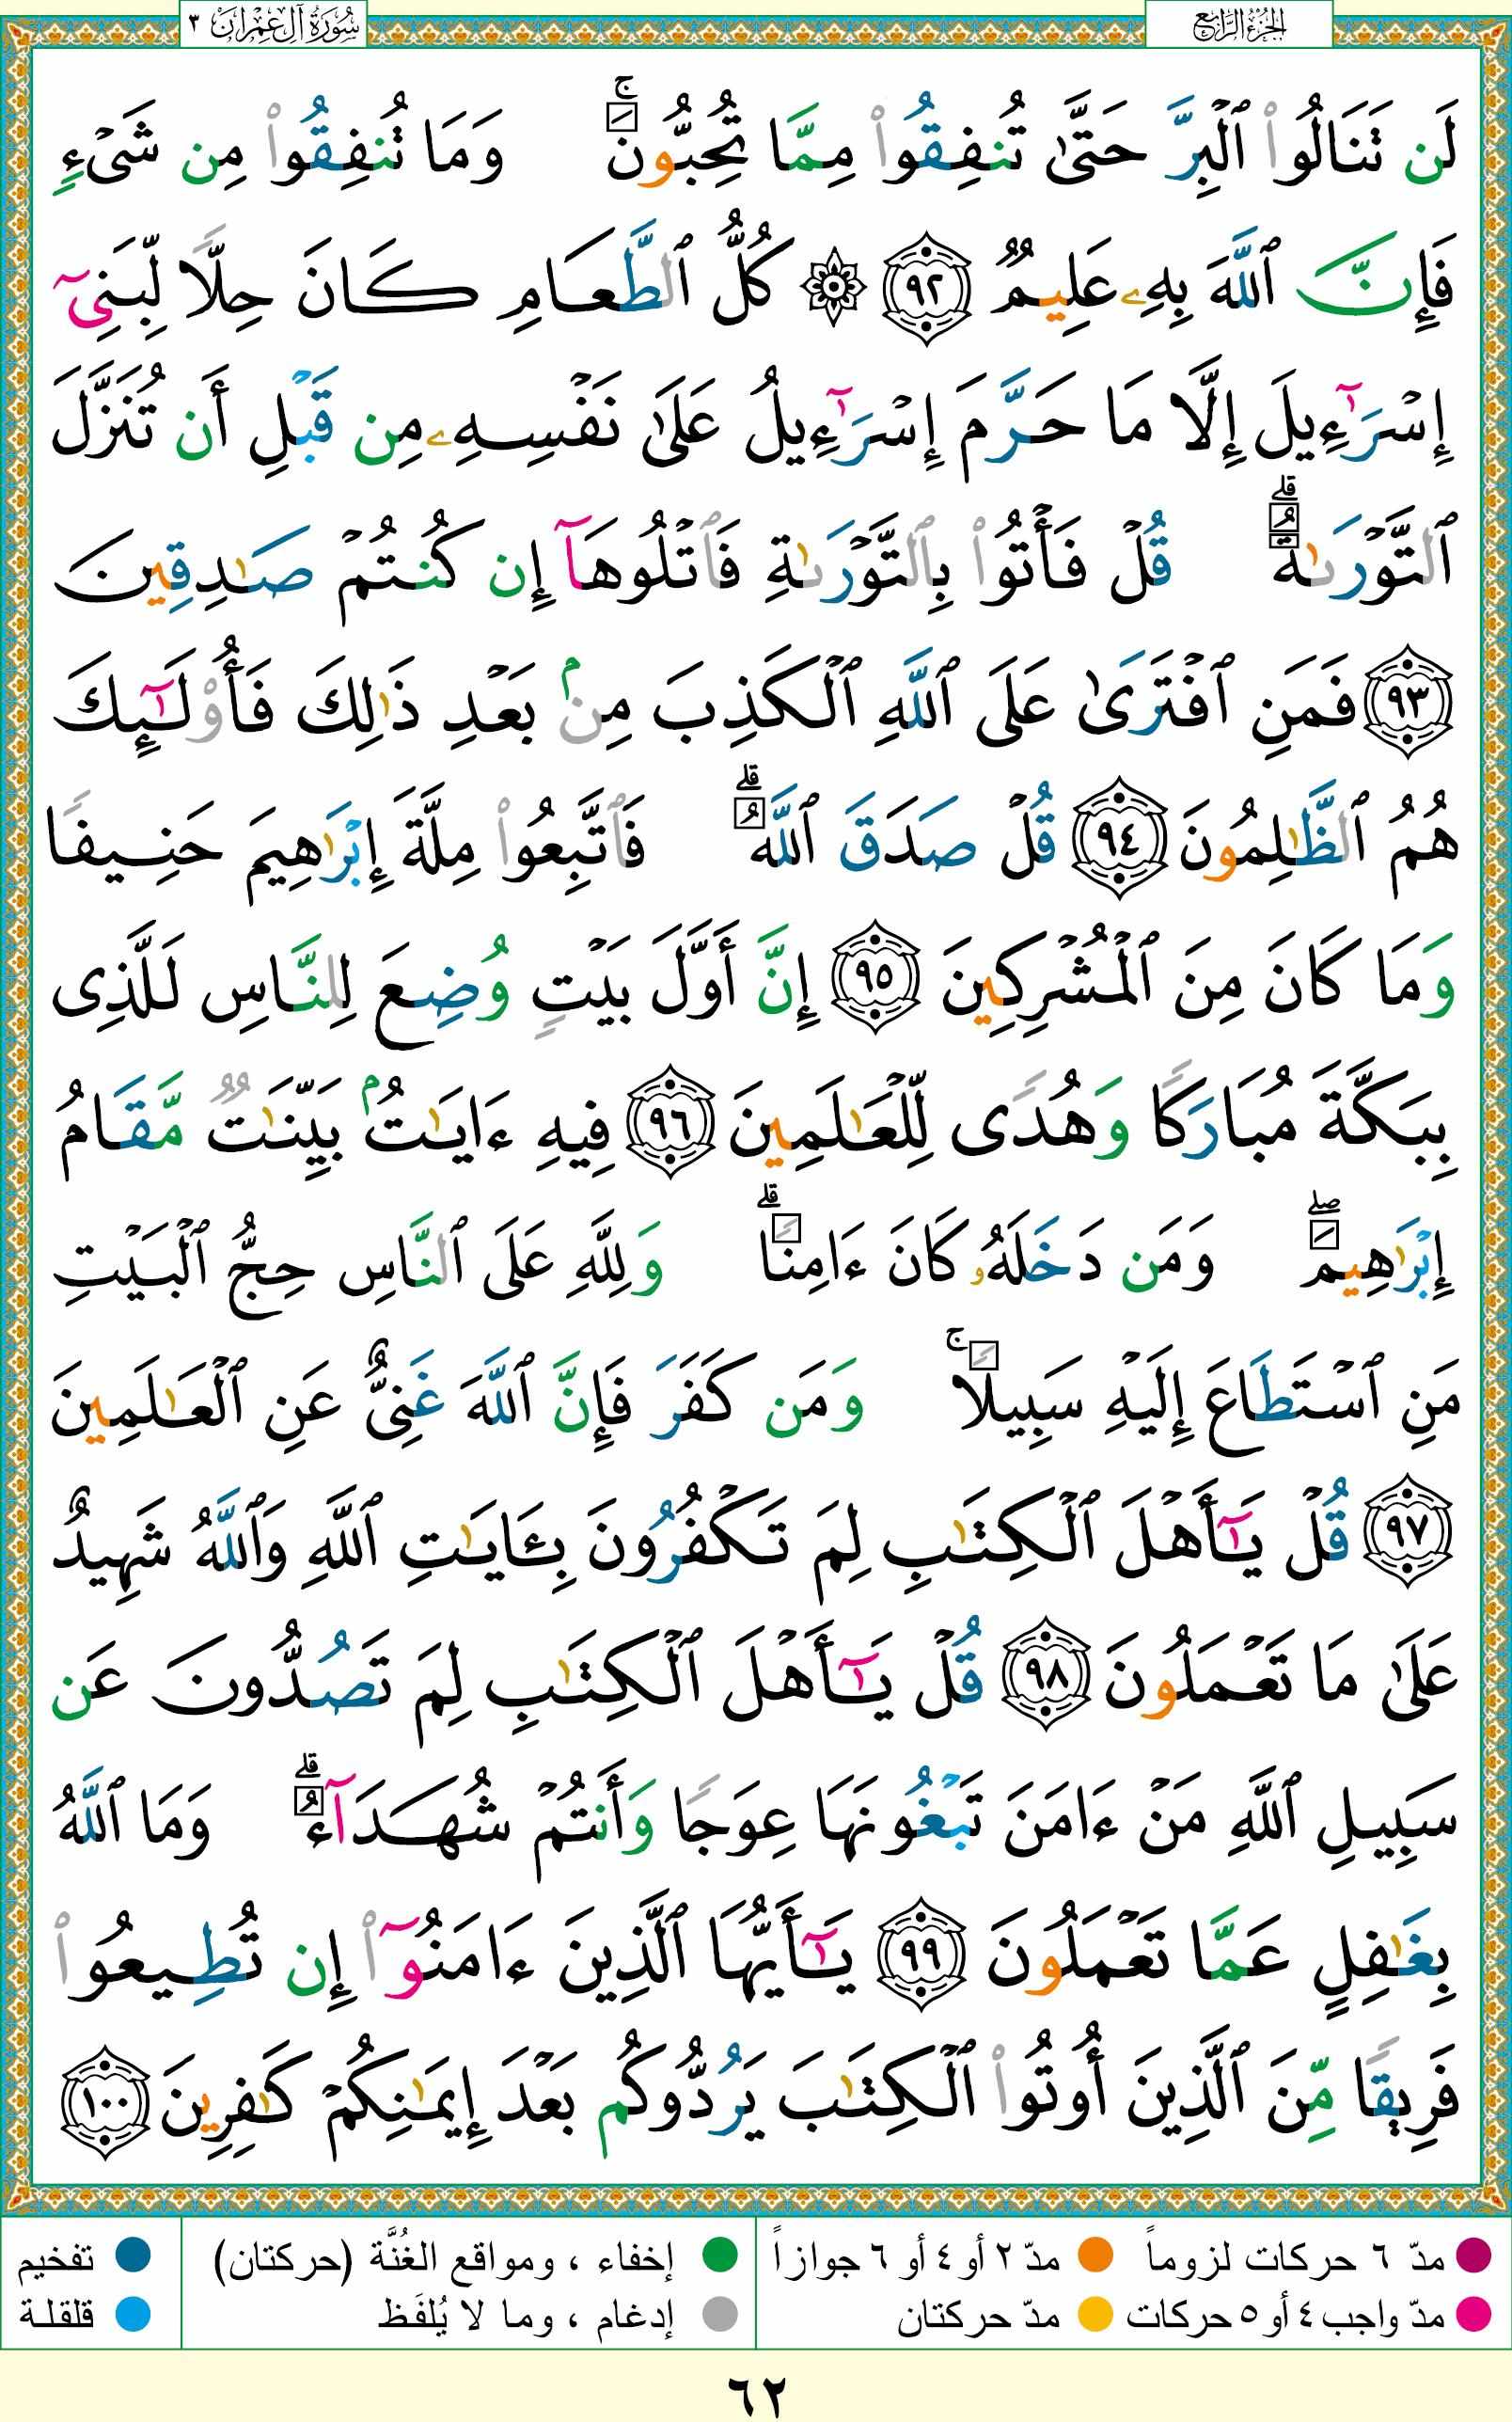 الجزء الرابع
سورة آل عمران ٣
لَن تَنَالُوا۟ ٱلْبِرَّ حَتَّىٰ تُنفِقُوا۟ مِمَّا تُحِبُّونَ ۚ وَمَا تُنفِقُوا۟ مِن شَىْءٍ
فَإِنَّ ٱللَّهَ بِهِۦ عَلِيمٌ ٩٢ ۞ كُلُّ ٱلطَّعَامِ كَانَ حِلًّا لِّبَنِىٓ
إِسْرَٰٓءِيلَ إِلَّا مَا حَرَّمَ إِسْرَٰٓءِيلُ عَلَىٰ نَفْسِهِۦ مِن قَبْلِ أَن تُنَزَّلَ
ٱلتَّوْرَىٰةُ ۗ قُلْ فَأْتُوا۟ بِٱلتَّوْرَىٰةِ فَٱتْلُوهَآ إِن كُنتُمْ صَٰدِقِينَ
٩٣ فَمَنِ ٱفْتَرَىٰ عَلَى ٱللَّهِ ٱلْكَذِبَ مِنۢ بَعْدِ ذَٰلِكَ فَأُو۟لَٰٓئِكَ
هُمُ ٱلظَّٰلِمُونَ ٩٤ قُلْ صَدَقَ ٱللَّهُ ۗ فَٱتَّبِعُوا۟ مِلَّةَ إِبْرَٰهِيمَ حَنِيفًا
وَمَا كَانَ مِنَ ٱلْمُشْرِكِينَ ٩٥ إِنَّ أَوَّلَ بَيْتٍ وُضِعَ لِلنَّاسِ لَلَّذِى
بِبَكَّةَ مُبَارَكًا وَهُدًى لِّلْعَٰلَمِينَ ٩٦ فِيهِ ءَايَٰتٌۢ بَيِّنَٰتٌ مَّقَامُ
إِبْرَٰهِيمَ ۖ وَمَن دَخَلَهُۥ كَانَ ءَامِنًا ۗ وَلِلَّهِ عَلَى ٱلنَّاسِ حِجُّ ٱلْبَيْتِ
مَنِ ٱسْتَطَاعَ إِلَيْهِ سَبِيلًا ۚ وَمَن كَفَرَ فَإِنَّ ٱللَّهَ غَنِىٌّ عَنِ ٱلْعَٰلَمِينَ
٩٧ قُلْ يَٰٓأَهْلَ ٱلْكِتَٰبِ لِمَ تَكْفُرُونَ بِـَٔايَٰتِ ٱللَّهِ وَٱللَّهُ شَهِيدٌ
عَلَىٰ مَا تَعْمَلُونَ ٩٨ قُلْ يَٰٓأَهْلَ ٱلْكِتَٰبِ لِمَ تَصُدُّونَ عَن
سَبِيلِ ٱللَّهِ مَنْ ءَامَنَ تَبْغُونَهَا عِوَجًا وَأَنتُمْ شُهَدَآءُ ۗ وَمَا ٱللَّهُ
بِغَٰفِلٍ عَمَّا تَعْمَلُونَ ٩٩ يَٰٓأَيُّهَا ٱلَّذِينَ ءَامَنُوٓا۟ إِن تُطِيعُوا۟
فَرِيقًا مِّنَ ٱلَّذِينَ أُوتُوا۟ ٱلْكِتَٰبَ يَرُدُّوكُم بَعْدَ إِيمَٰنِكُمْ كَٰفِرِينَ ١٠٠
مدّ ٦ حركات لزوماً مدّ ٢ أو ٤ أو ٦ جوازاً إخفاء ، ومواقع الغُنَّة (حركتان) تفخيم
مدّ واجب ٤ أو ٥ حركات مدّ حركتان إدغام ، وما لا يُلفَظ قلقلة
٦٢